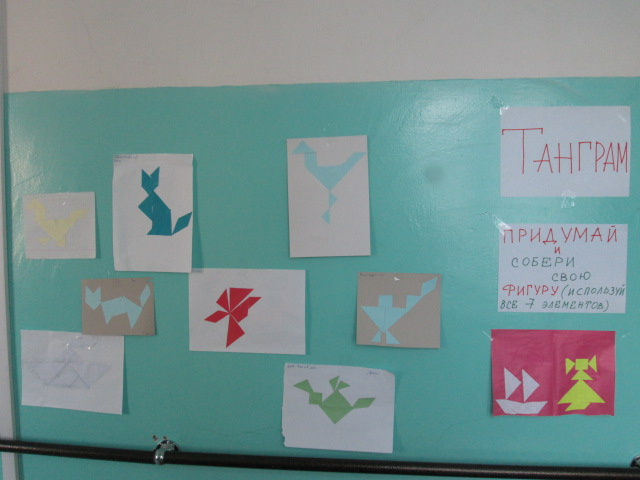 ТАНГРАМ
ПРИДУМАЙ
и
СОБЕРИ
СВОЮ
ФИГУРУ (используй
ВСЕ 7 ЭЛЕМЕНТОВ)